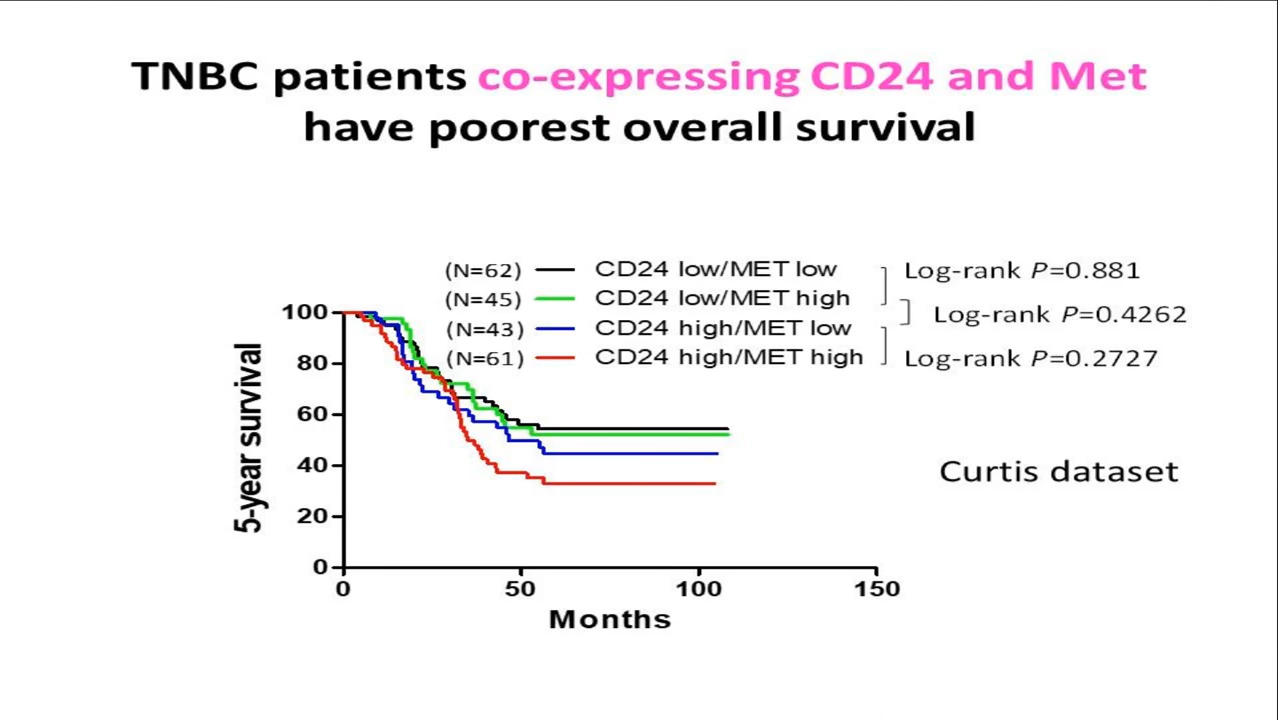 TNBC patients co-expressing CD24 and Met
have poorest overall survival
(N=62) CD24 low/MET low
(N=45) CD24 low/MET high
(N=43) CD24 high/MET low
(N=61) CD24 high/MET high
Log-rank P=0.881
Log-rank P=0.4262
Log-rank P=0.2727
5-year survival
100
80
60
40
20
0
0 50 100 150
Months
Curtis dataset